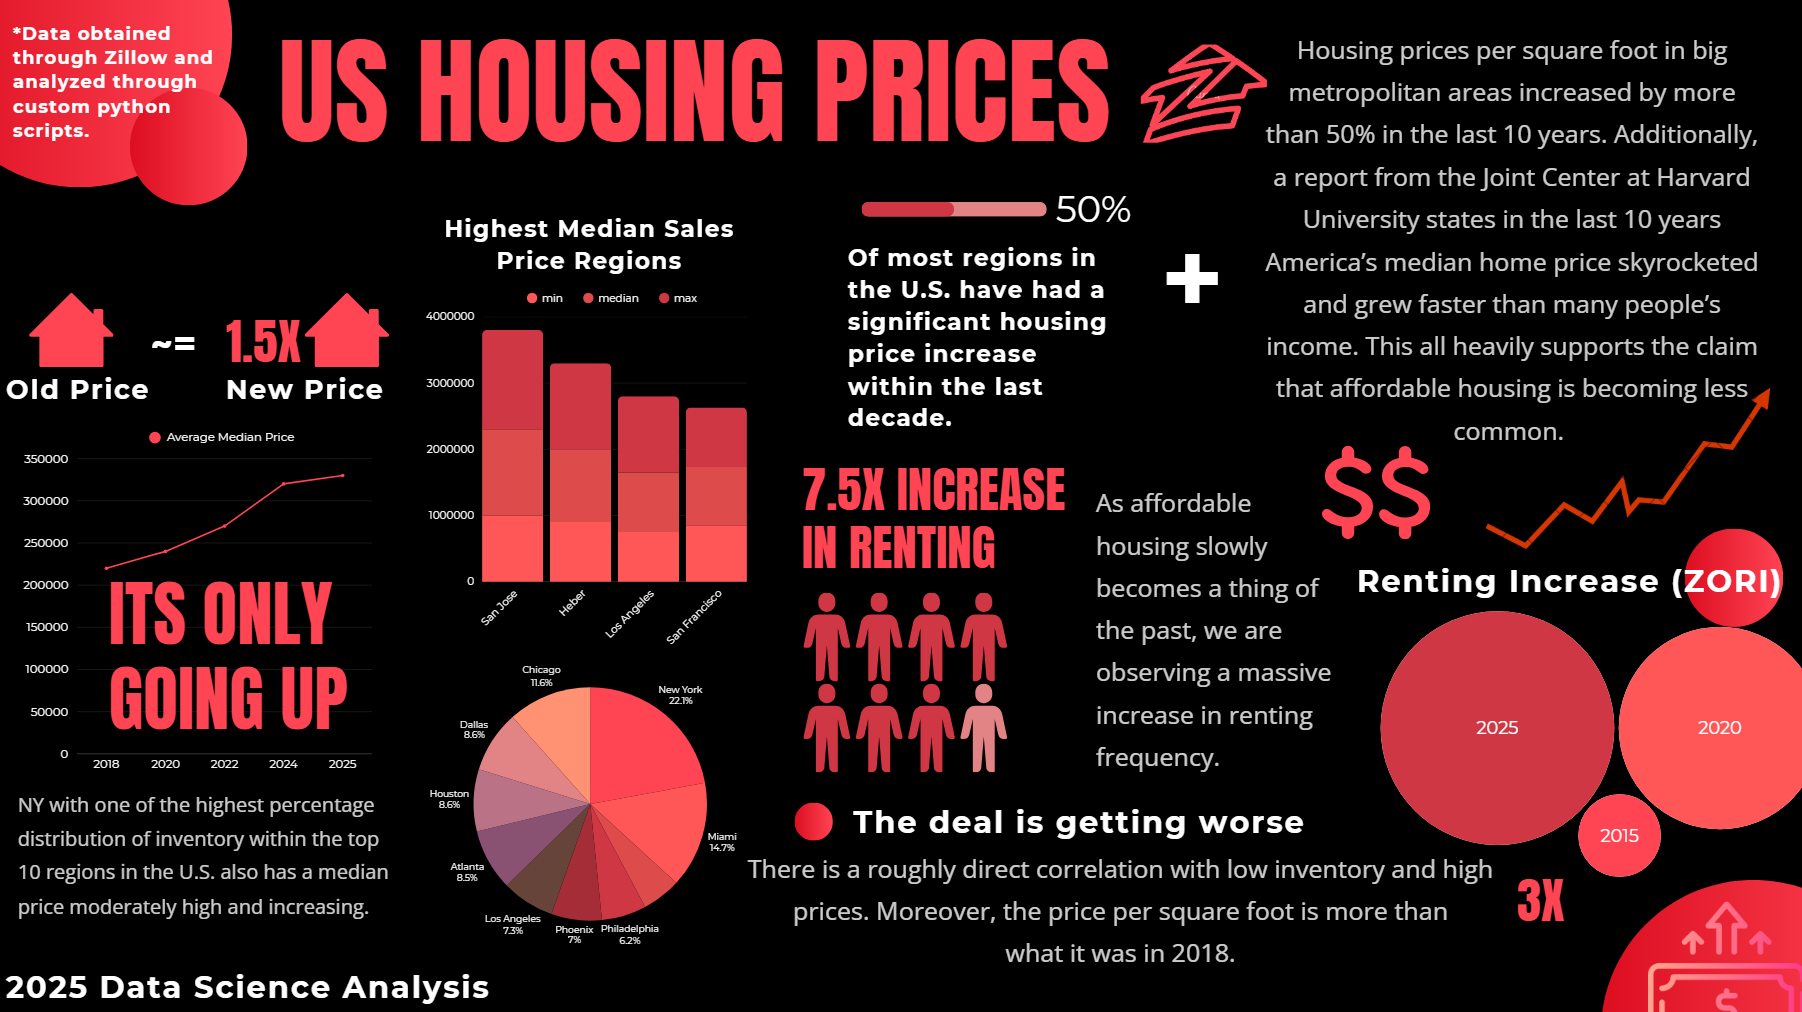 *Data obtained
through Zillow and
analyzed through
custom python
scripts.
US HOUSING PRICES
Housing prices per square foot in big
metropolitan areas increased by more
than 50% in the last 10 years. Additionally,
a report from the Joint Center at Harvard
University states in the last 10 years
America's median home price skyrocketed
and grew faster than many people's
income. This all heavily supports the claim
that affordable housing is becoming less
common.
Old Price
~=
1.5X
New Price
Average Median Price
350000
300000
250000
200000
150000
100000
50000
0
2018 2020 2022 2024 2025
ITS ONLY
GOING UP
NY with one of the highest percentage
distribution of inventory within the top
10 regions in the U.S. also has a median
price moderately high and increasing.
Highest Median Sales
Price Regions
min median max
4000000
3000000
2000000
1000000
0
San Jose
Heber
Los Angeles
San Francisco
Chicago
11.6%
New York
22.1%
Dallas
8.6%
Houston
8.6%
Miami
14.7%
Atlanta
8.5%
Los Angeles
7.3%
Phoenix
7%
Philadelphia
6.2%
50%
Of most regions in
the U.S. have had a
significant housing
price increase
within the last
decade.
+
7.5X INCREASE
IN RENTING
As affordable
housing slowly
becomes a thing of
the past, we are
observing a massive
increase in renting
frequency.
$$
Renting Increase (ZORI)
2025
2020
2015
3X
The deal is getting worse
There is a roughly direct correlation with low inventory and high
prices. Moreover, the price per square foot is more than
what it was in 2018.
$
2025 Data Science Analysis